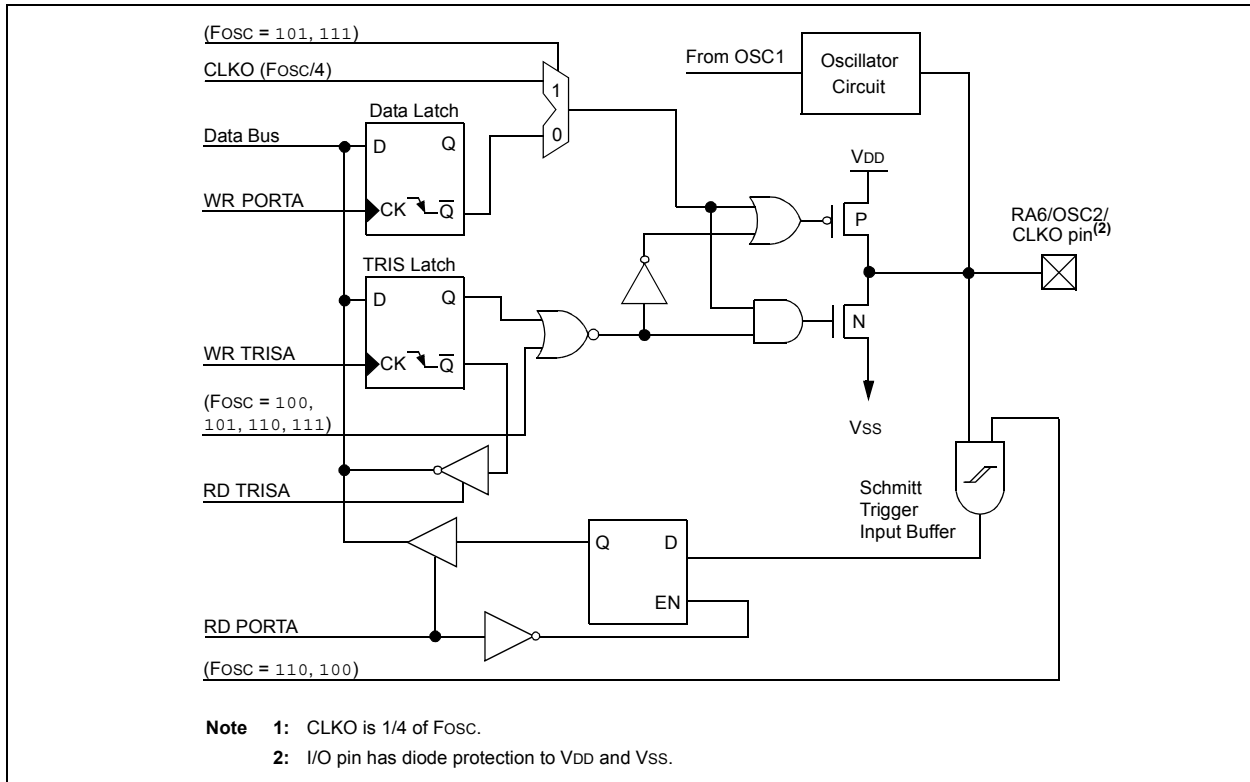 (FOSC = 101, 111)
CLKO (FOSC/4)
From OSC1
Oscillator
Circuit
1
0
Data Latch
Data Bus
D
Q
WR PORTA
CK
Q
VDD
P
RA6/OSC2/
CLKO pin(2)
TRIS Latch
D
Q
N
WR TRISA
CK
Q
(FOSC = 100,
101, 110, 111)
VSS
RD TRISA
Schmitt
Trigger
Input Buffer
Q
D
EN
RD PORTA
(FOSC = 110, 100)
Note 1: CLKO is 1/4 of FOSC.
2: I/O pin has diode protection to VDD and VSS.